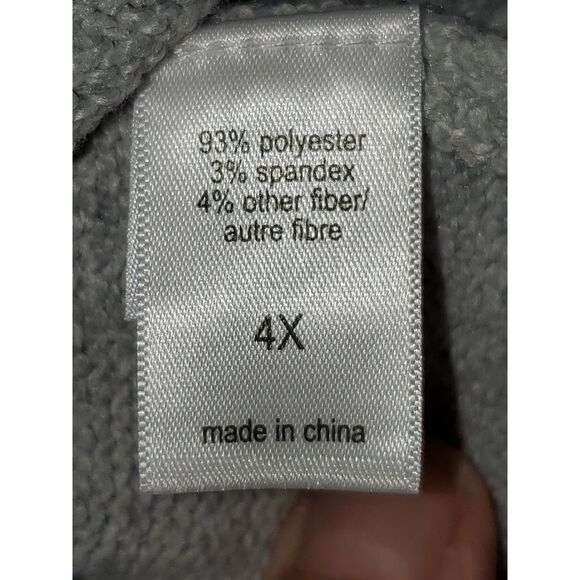 93% polyester
3% spandex
4% other fiber/
autre fibre
4X
made in china